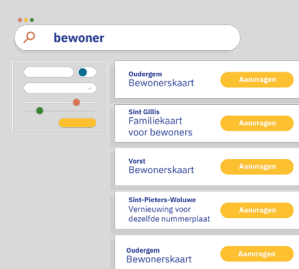 bewoner
Oudergem
Bewonerskaart
Aanvragen
Sint Gillis
Familiekaart
voor bewoners
Aanvragen
Vorst
Bewonerskaart
Aanvragen
Sint-Pieters-Woluwe
Vernieuwing voor
dezelfde nummerplaat
Aanvragen
Oudergem
Bewonerskaart
Aanvragen